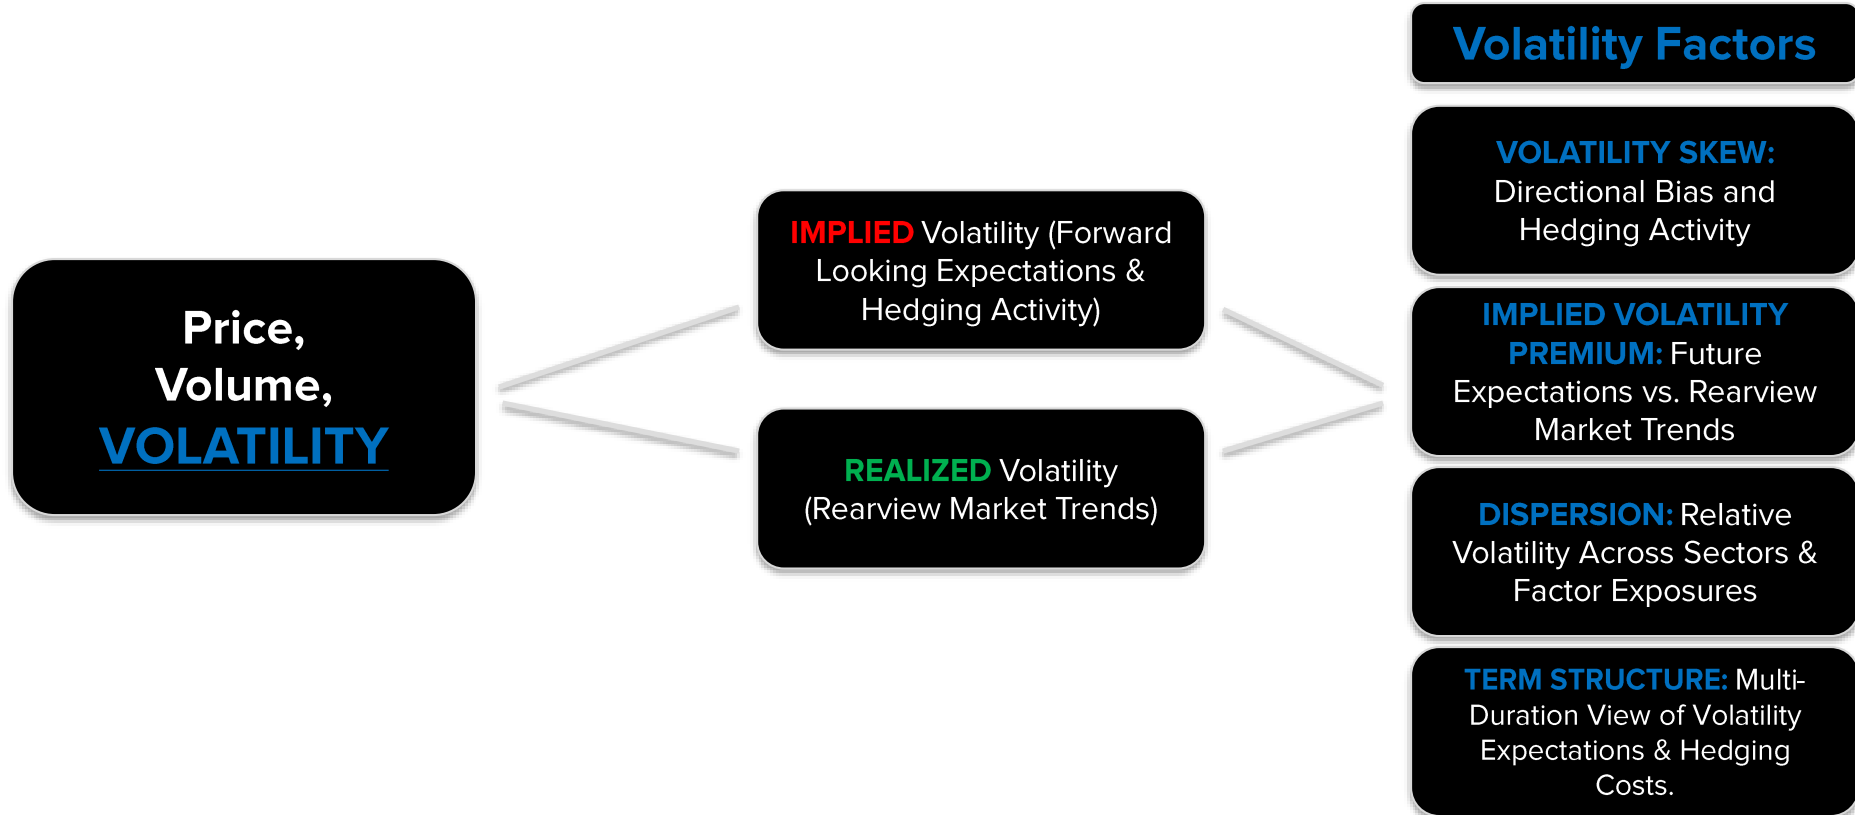 Price,
Volume,
VOLATILITY
IMPLIED Volatility (Forward
Looking Expectations &
Hedging Activity)
REALIZED Volatility
(Rearview Market Trends)
Volatility Factors
VOLATILITY SKEW:
Directional Bias and
Hedging Activity
IMPLIED VOLATILITY
PREMIUM: Future
Expectations vs. Rearview
Market Trends
DISPERSION: Relative
Volatility Across Sectors &
Factor Exposures
TERM STRUCTURE: Multi-
Duration View of Volatility
Expectations & Hedging
Costs.